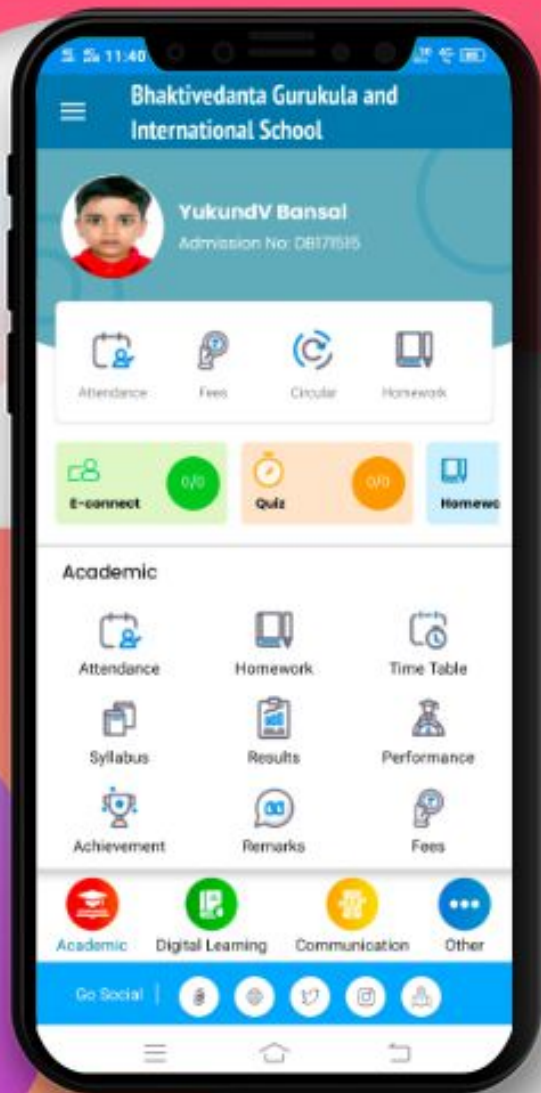 11:40
Bhaktivedanta Gurukula and
International School
YukundV Bansal
Admission No: DB171515
Attendance
Fees
Circular
Homework
0/0
0/0
E-connect
Quiz
Homewo
Academic
Attendance
Homework
Time Table
Syllabus
Results
Performance
Achievement
Remarks
Fees
Academic
Digital Learning
Communication
Other
Go Social